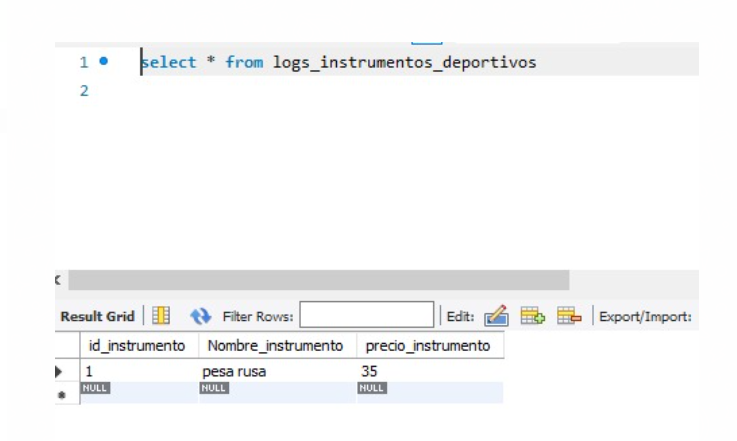 1 select * from logs_instrumentos_deportivos
2
Result Grid Filter Rows: Edit: Export/Import:
id_instrumento Nombre_instrumento precio_instrumento
1 pesa rusa 35
NULL NULL NULL